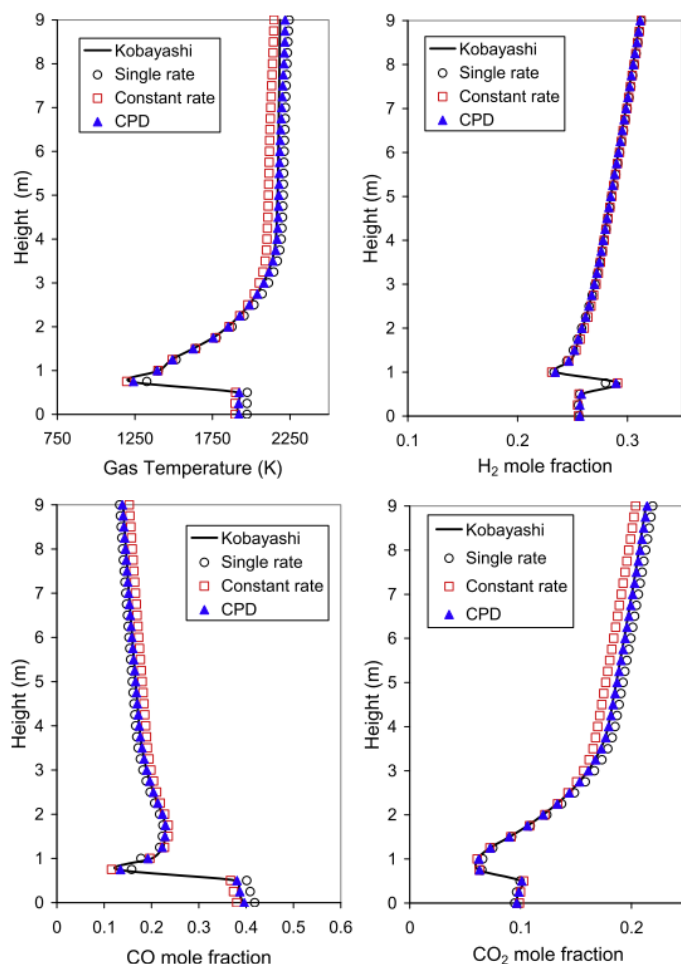 9
8
7
6
5
4
3
2
1
0
Height (m)
Kobayashi
Single rate
Constant rate
CPD
750 1250 1750 2250
Gas Temperature (K)
9
8
7
6
5
4
3
2
1
0
Height (m)
Kobayashi
Single rate
Constant rate
CPD
0.1 0.2 0.3
H₂ mole fraction
9
8
7
6
5
4
3
2
1
0
Height (m)
Kobayashi
Single rate
Constant rate
CPD
0 0.2 0.1 0.3 0.4 0.5 0.6
CO mole fraction
9
8
7
6
5
4
3
2
1
0
Height (m)
Kobayashi
Single rate
Constant rate
CPD
0 0.1 0.2
CO₂ mole fraction